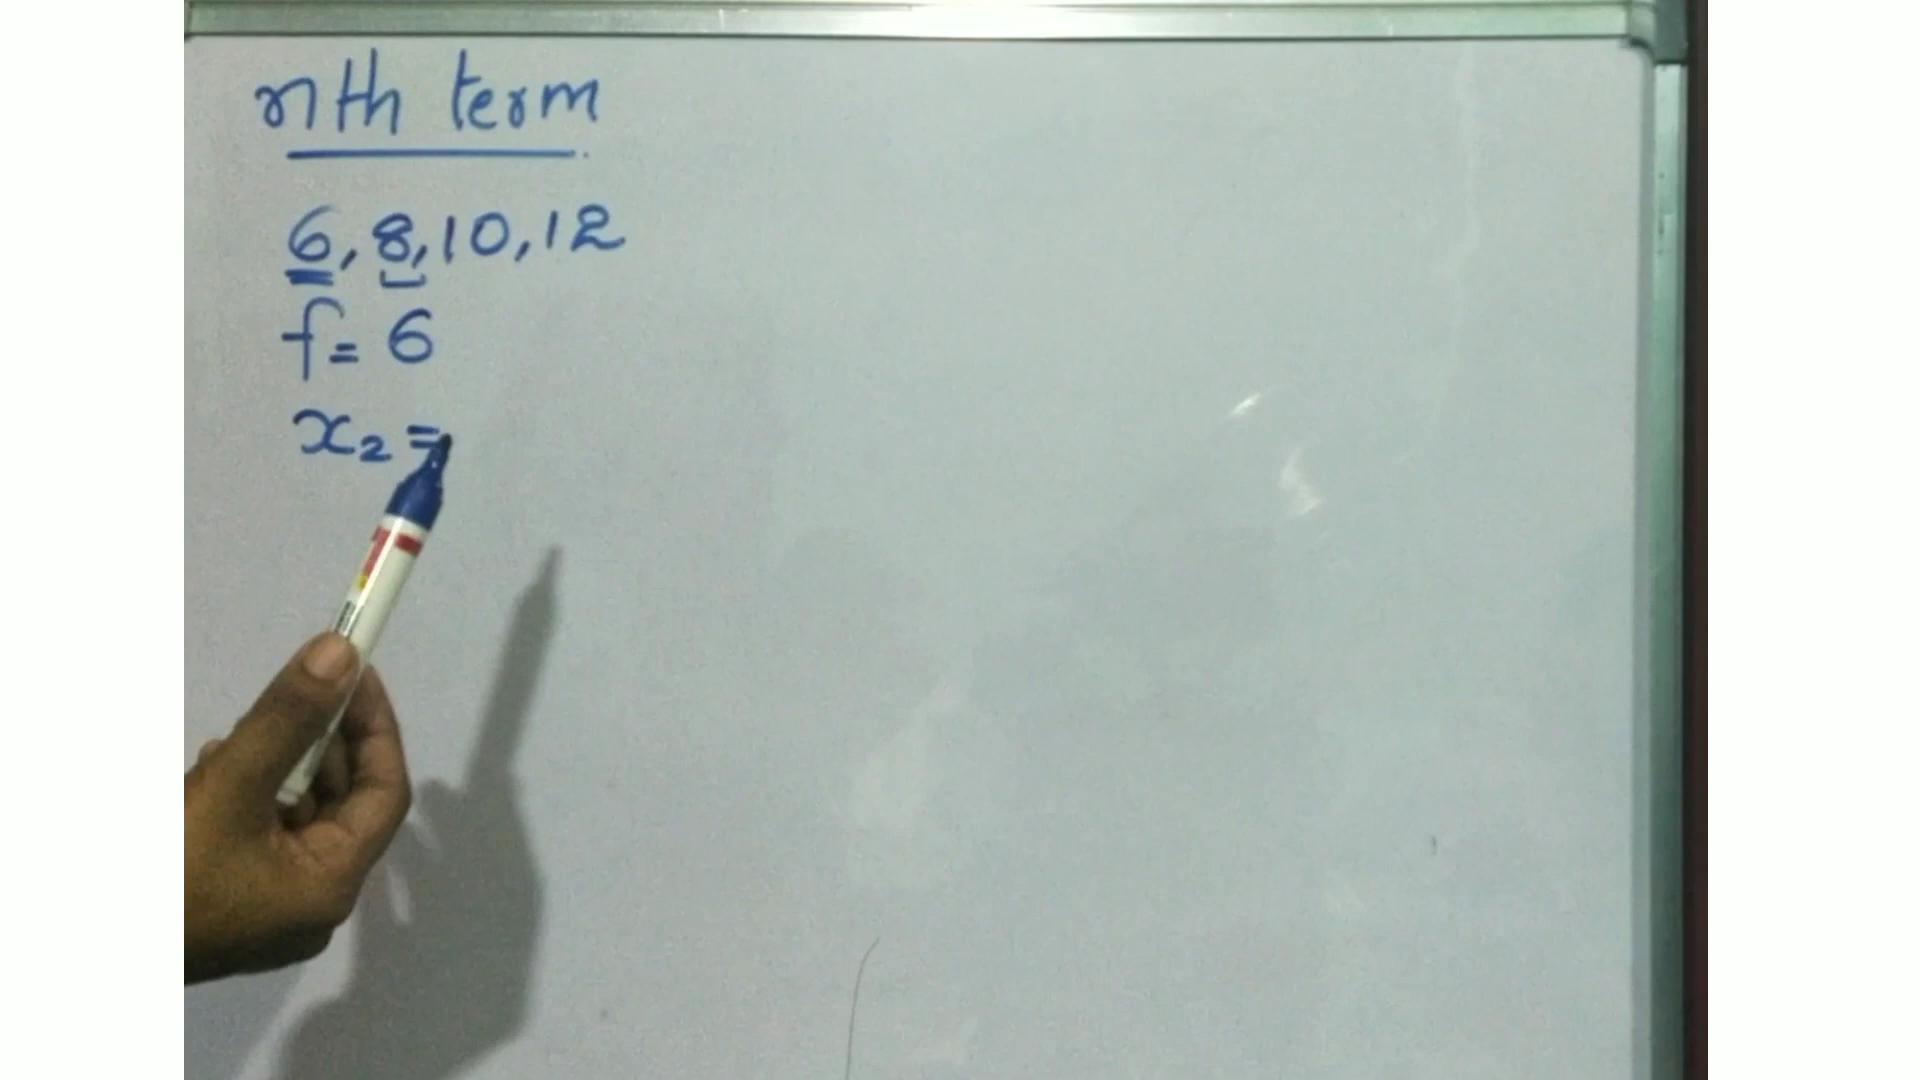 nth term
6, 8, 10, 12
f = 6
x₂ =